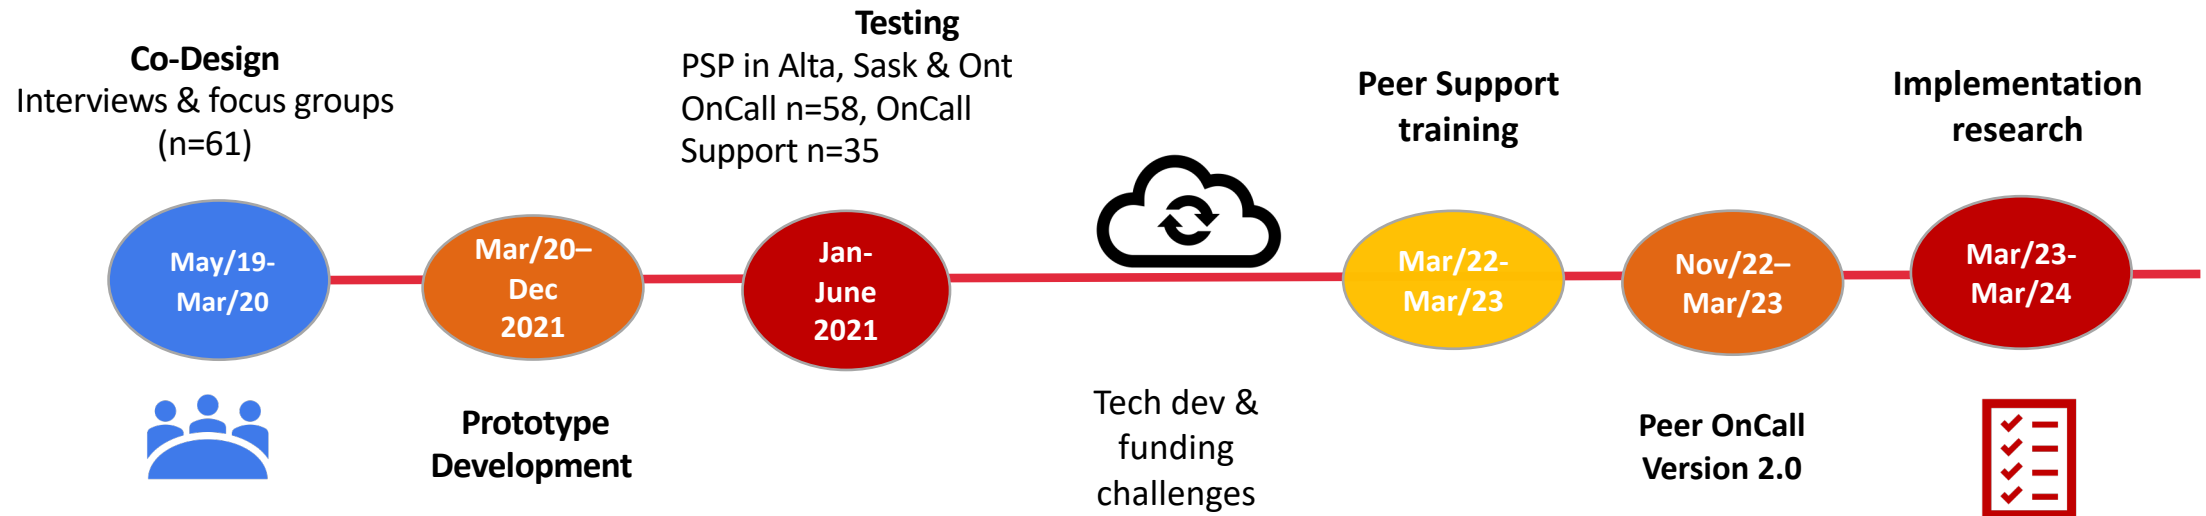 Co-Design
Interviews & focus groups
(n=61)
May/19-
Mar/20
Mar/20–
Dec
2021
Prototype
Development
Testing
PSP in Alta, Sask & Ont
OnCall n=58, OnCall
Support n=35
Jan-
June
2021
Tech dev &
funding
challenges
Peer Support
training
Mar/22-
Mar/23
Nov/22–
Mar/23
Peer OnCall
Version 2.0
Implementation
research
Mar/23-
Mar/24